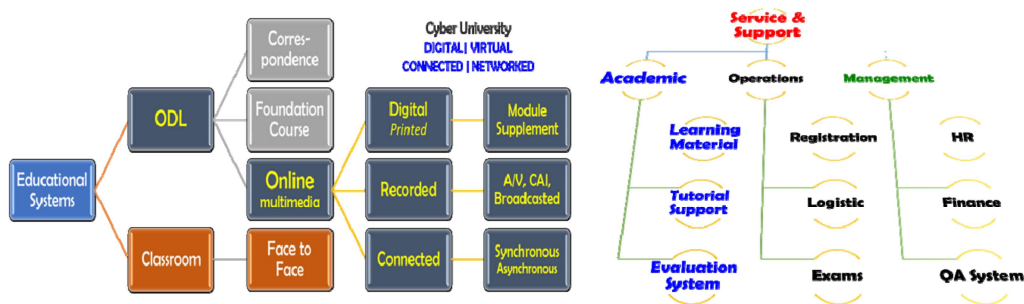 Cyber University
DIGITAL| VIRTUAL
CONNECTED | NETWORKED
Educational
Systems
ODL
Classroom
Corres-
pondence
Foundation
Course
Online
multimedia
Face to
Face
Digital
Printed
Recorded
Connected
Module
Supplement
A/V, CAI,
Broadcasted
Synchronous
Asynchronous
Service &
Support
Academic
Learning
Material
Tutorial
Support
Evaluation
System
Operations
Registration
Logistic
Exams
Management
HR
Finance
QA System